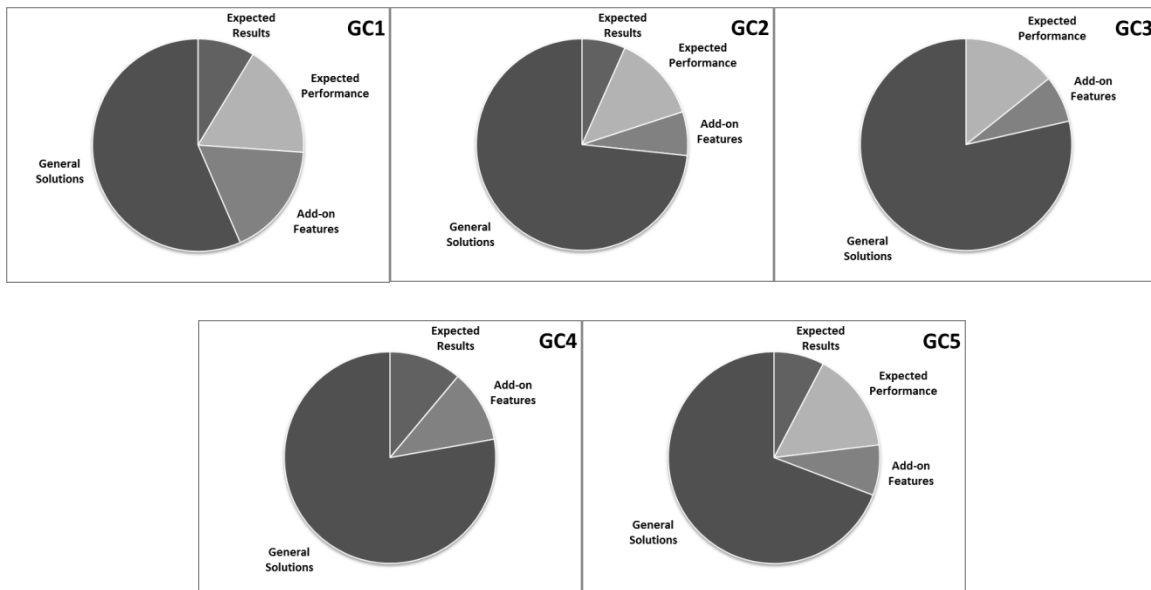 Expected
Results
GC1
Expected
Performance
General
Solutions
Add-on
Features
Expected
Results
GC2
Expected
Performance
Add-on
Features
General
Solutions
Expected
Performance
GC3
Add-on
Features
General
Solutions
Expected
Results
GC4
Add-on
Features
General
Solutions
Expected
Results
GC5
Expected
Performance
Add-on
Features
General
Solutions